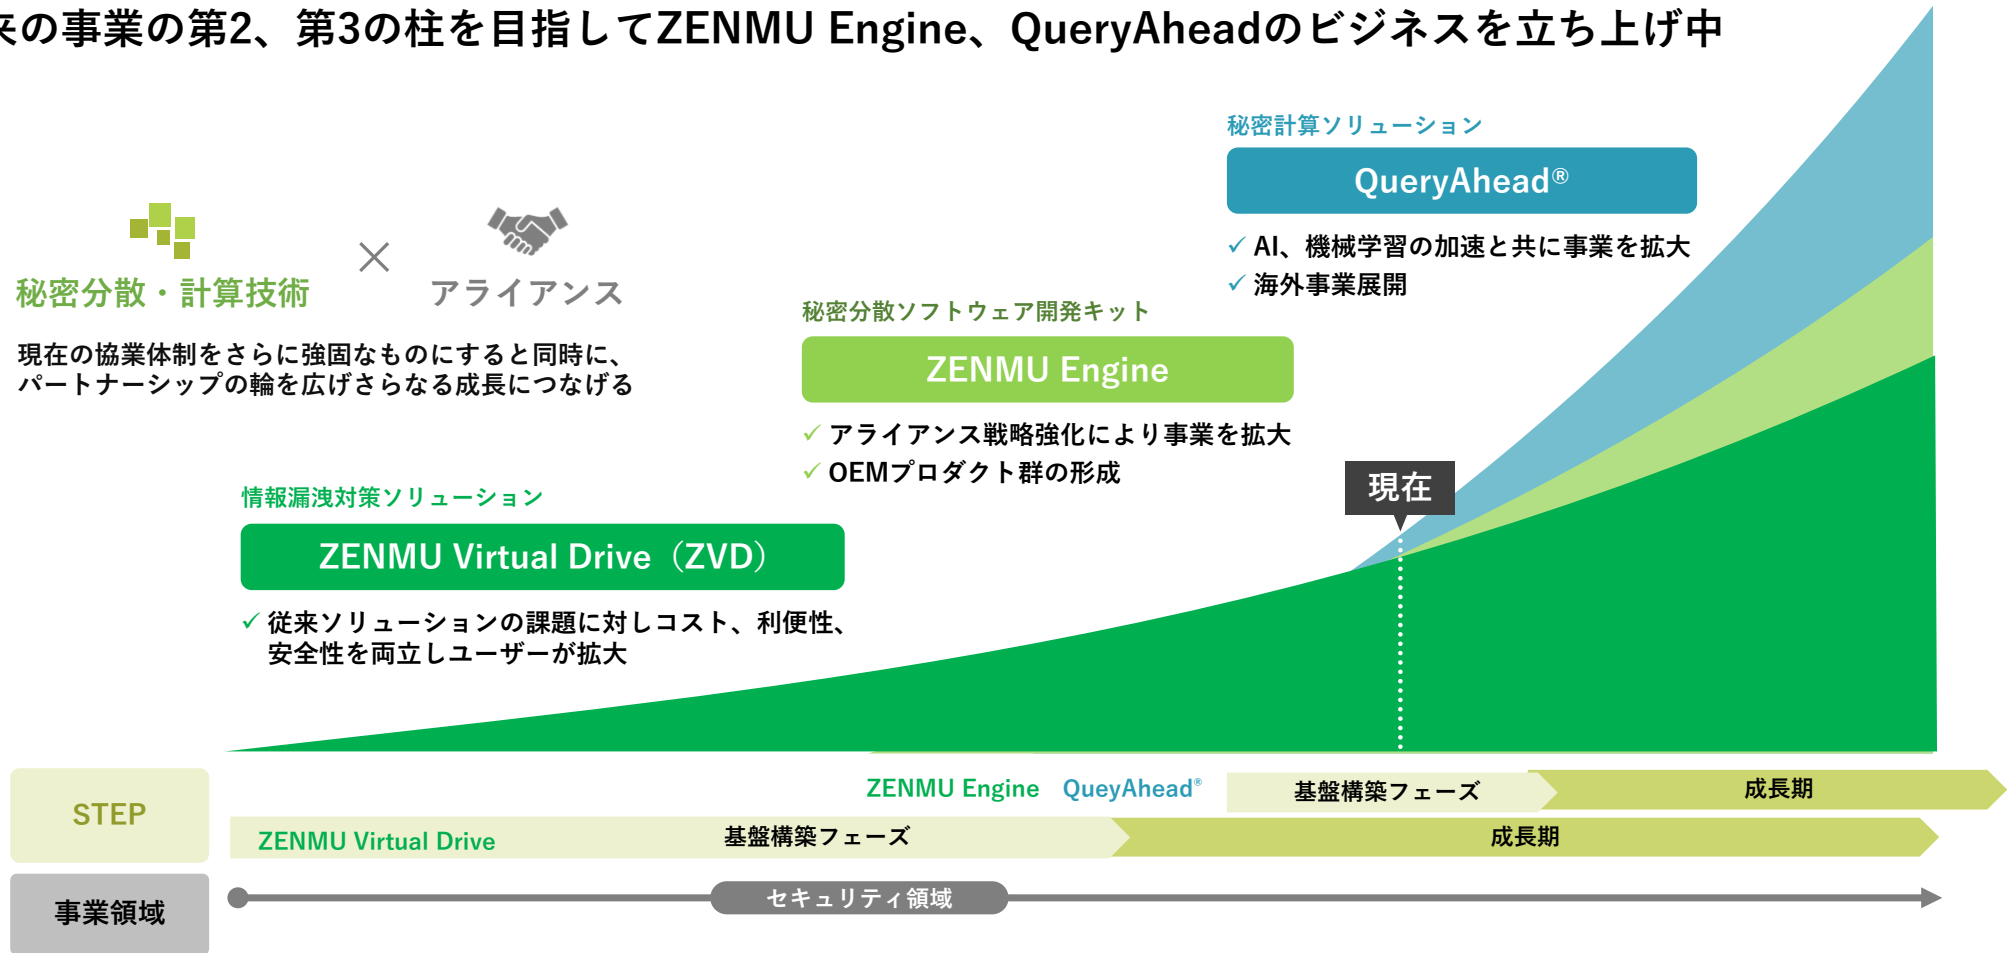 来の事業の第2、第3の柱を目指してZENMU Engine、QueryAheadのビジネスを立ち上げ中
秘密計算ソリューション
QueryAhead®
✓ AI、機械学習の加速と共に事業を拡大
✓ 海外事業展開
秘密分散・計算技術
×
アライアンス
現在の協業体制をさらに強固なものにすると同時に、
パートナーシップの輪を広げさらなる成長につなげる
秘密分散ソフトウェア開発キット
ZENMU Engine
✓ アライアンス戦略強化により事業を拡大
✓ OEMプロダクト群の形成
現在
情報漏洩対策ソリューション
ZENMU Virtual Drive（ZVD）
✓ 従来ソリューションの課題に対しコスト、利便性、
安全性を両立しユーザーが拡大
STEP
ZENMU Engine QueyAhead®
基盤構築フェーズ
成長期
ZENMU Virtual Drive
基盤構築フェーズ
成長期
事業領域
セキュリティ領域